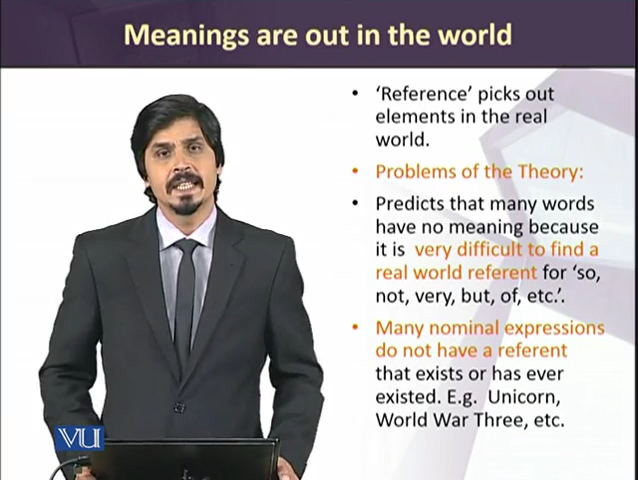 Meanings are out in the world
• 'Reference' picks out
elements in the real
world.
• Problems of the Theory:
• Predicts that many words
have no meaning because
it is very difficult to find a
real world referent for 'so,
not, very, but, of, etc.'.
• Many nominal expressions
do not have a referent
that exists or has ever
existed. E.g. Unicorn,
World War Three, etc.
VU